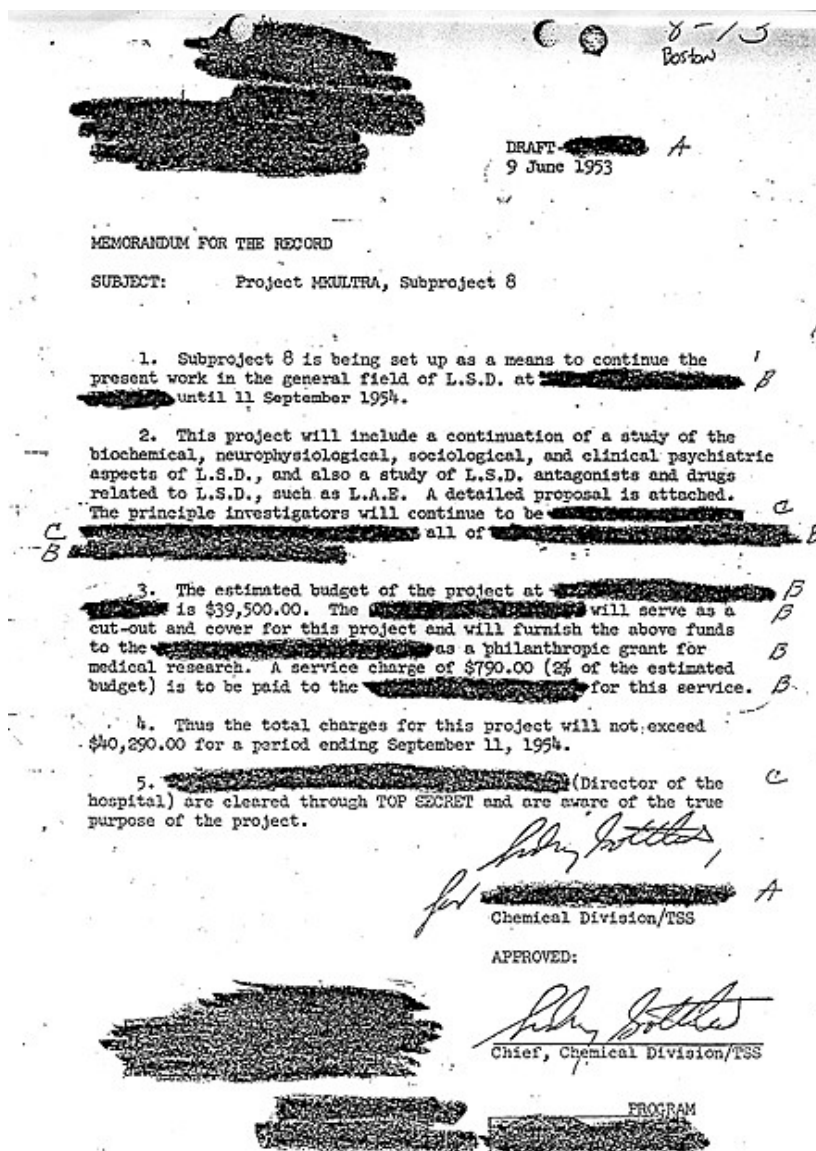 8-15
Boston
DRAFT- A
9 June 1953
MEMORANDUM FOR THE RECORD
SUBJECT: Project MKULTRA, Subproject 8
1. Subproject 8 is being set up as a means to continue the
present work in the general field of L.S.D. at B
until 11 September 1954.
2. This project will include a continuation of a study of the
biochemical, neurophysiological, sociological, and clinical psychiatric
aspects of L.S.D., and also a study of L.S.D. antagonists and drugs
related to L.S.D., such as L.A.E. A detailed proposal is attached.
The principle investigators will continue to be C
C all of B
B
3. The estimated budget of the project at B
is $39,500.00. The will serve as a B
cut-out and cover for this project and will furnish the above funds
to the as a philanthropic grant for B
medical research. A service charge of $790.00 (2% of the estimated
budget) is to be paid to the for this service. B
4. Thus the total charges for this project will not exceed
$40,290.00 for a period ending September 11, 1954.
5. (Director of the C
hospital) are cleared through TOP SECRET and are aware of the true
purpose of the project.
Sidney Gottlieb,
for A
Chemical Division/TSS
APPROVED:
Sidney Gottlieb
Chief, Chemical Division/TSS
PROGRAM